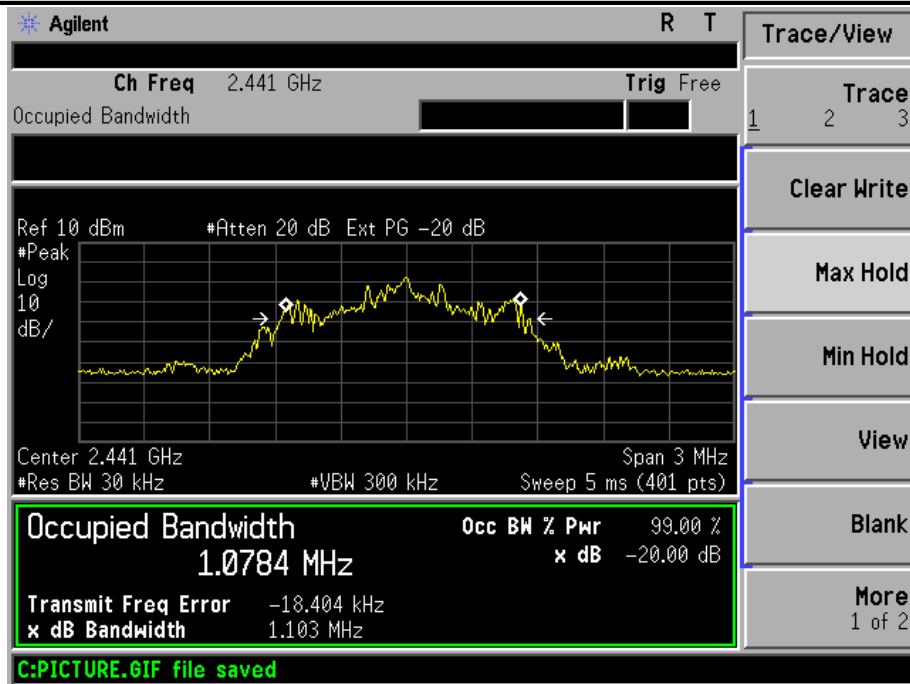 Agilent R T
Trace/View
Ch Freq 2.441 GHz Trig Free
Occupied Bandwidth
Trace
1 2 3
Clear Write
Ref 10 dBm #Atten 20 dB Ext PG −20 dB
#Peak
Log
10
dB/
Max Hold
Min Hold
View
Center 2.441 GHz Span 3 MHz
#Res BW 30 kHz #VBW 300 kHz Sweep 5 ms (401 pts)
Occupied Bandwidth Occ BW % Pwr 99.00 %
1.0784 MHz x dB −20.00 dB
Blank
Transmit Freq Error −18.404 kHz
x dB Bandwidth 1.103 MHz
More
1 of 2
C:PICTURE.GIF file saved